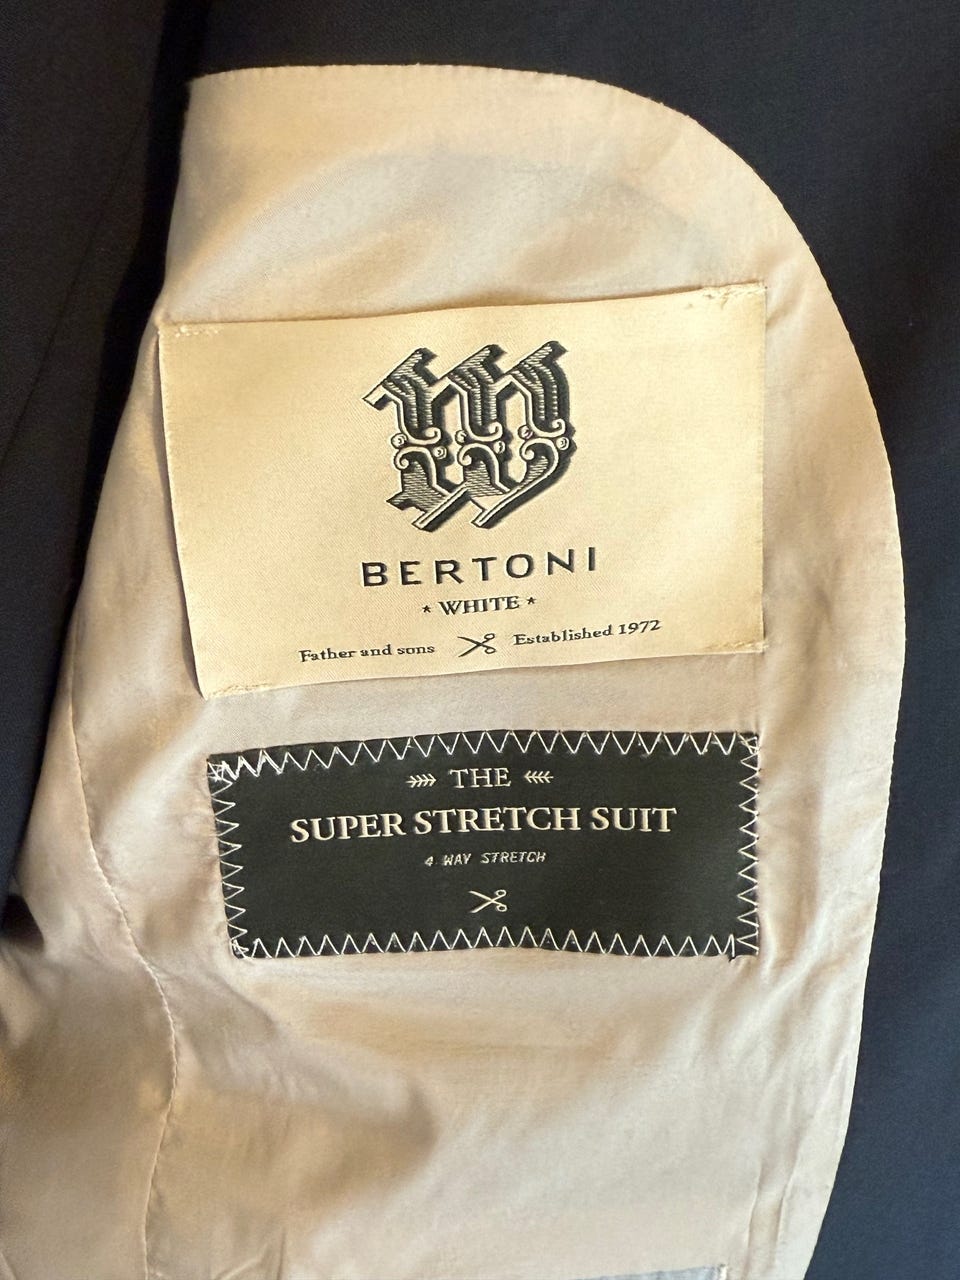 W
BERTONI
* WHITE *
Father and sons Established 1972
THE
SUPER STRETCH SUIT
4 WAY STRETCH